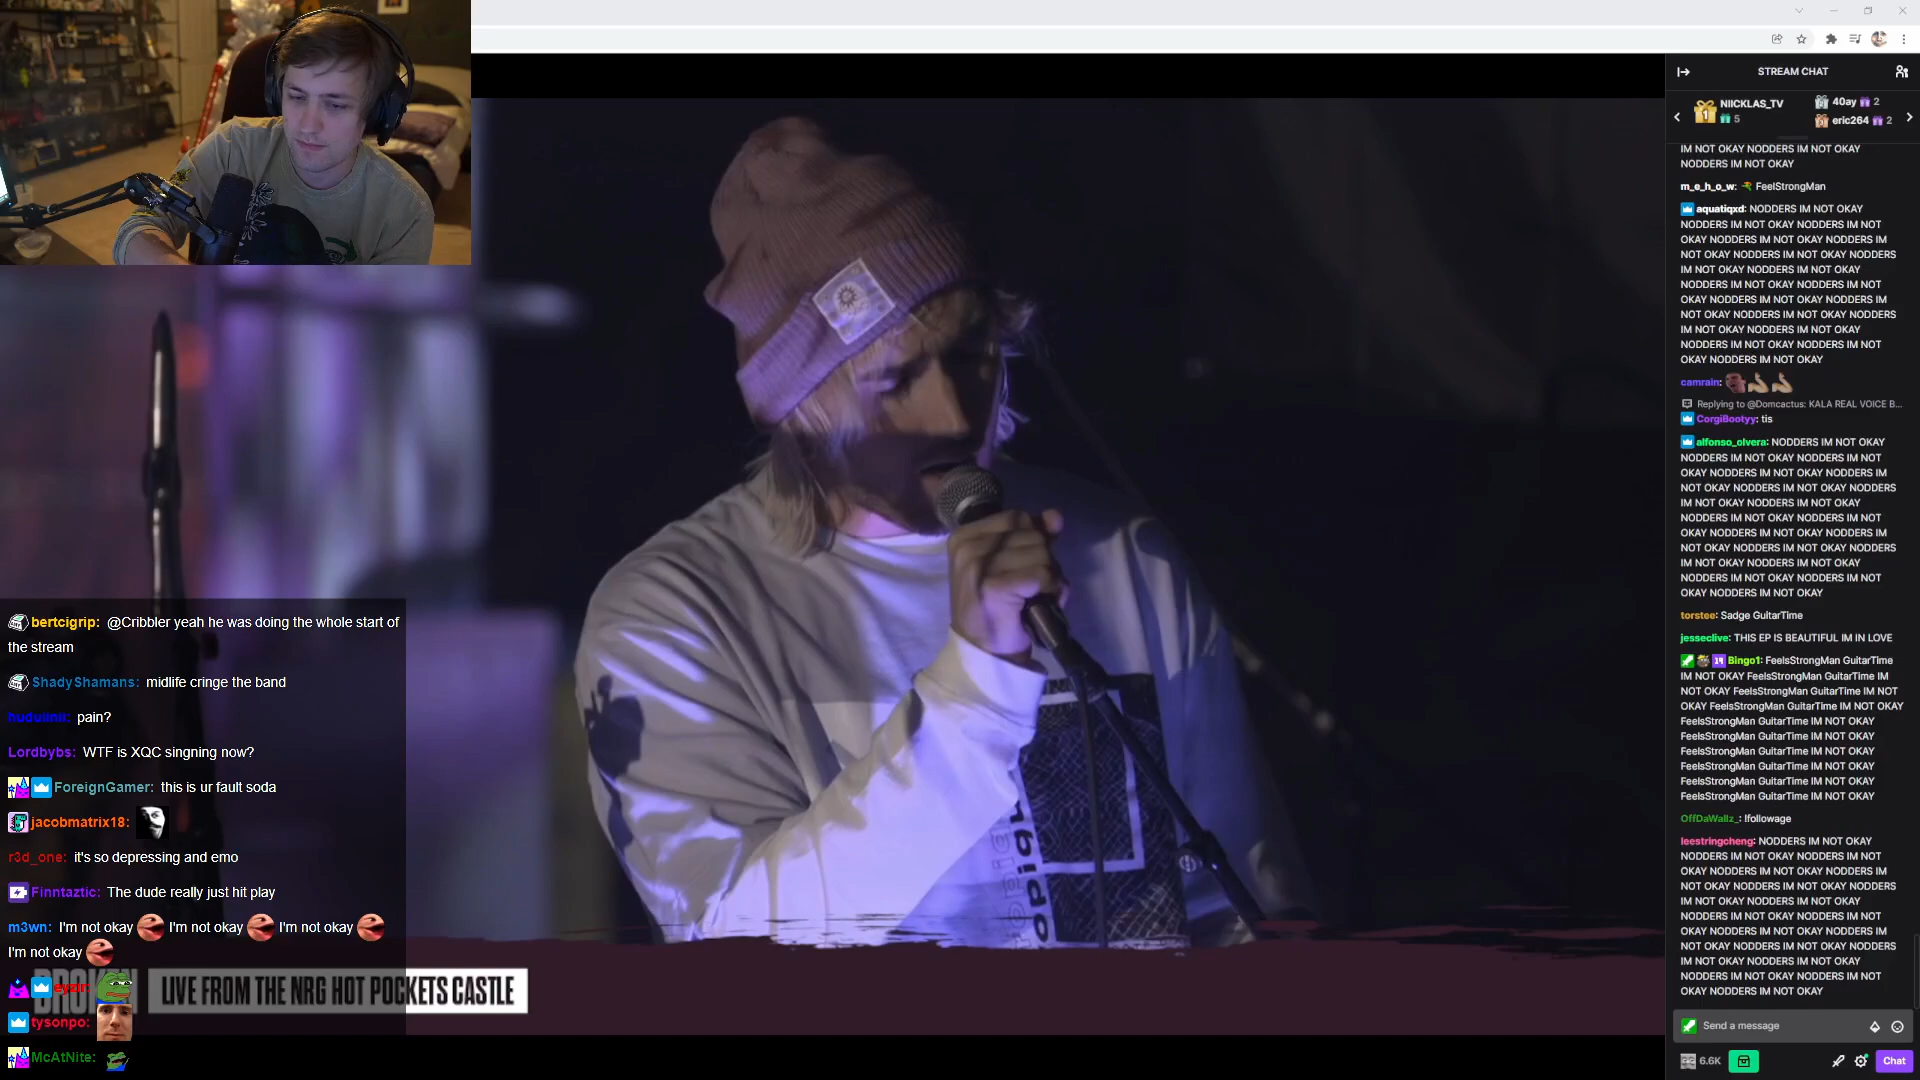 STREAM CHAT
NIICKLAS_TV
5
40ay 2
eric264 2
IM NOT OKAY NODDERS IM NOT OKAY
NODDERS IM NOT OKAY
m_e_h_o_w: FeelStrongMan
aquatiqxd: NODDERS IM NOT OKAY
NODDERS IM NOT OKAY NODDERS IM NOT
OKAY NODDERS IM NOT OKAY NODDERS IM
NOT OKAY NODDERS IM NOT OKAY NODDERS
IM NOT OKAY NODDERS IM NOT OKAY
NODDERS IM NOT OKAY NODDERS IM NOT
OKAY NODDERS IM NOT OKAY NODDERS IM
NOT OKAY NODDERS IM NOT OKAY NODDERS
IM NOT OKAY NODDERS IM NOT OKAY
NODDERS IM NOT OKAY NODDERS IM NOT
OKAY NODDERS IM NOT OKAY
camrain:
Replying to @Domcactus: KALA REAL VOICE B...
CorgiBootyy: tis
alfonso_olvera: NODDERS IM NOT OKAY
NODDERS IM NOT OKAY NODDERS IM NOT
OKAY NODDERS IM NOT OKAY NODDERS IM
NOT OKAY NODDERS IM NOT OKAY NODDERS
IM NOT OKAY NODDERS IM NOT OKAY
NODDERS IM NOT OKAY NODDERS IM NOT
OKAY NODDERS IM NOT OKAY NODDERS IM
NOT OKAY NODDERS IM NOT OKAY NODDERS
IM NOT OKAY NODDERS IM NOT OKAY
NODDERS IM NOT OKAY NODDERS IM NOT
OKAY NODDERS IM NOT OKAY
torstee: Sadge GuitarTime
jesseclive: THIS EP IS BEAUTIFUL IM IN LOVE
Bingo1: FeelsStrongMan GuitarTime
IM NOT OKAY FeelsStrongMan GuitarTime IM
NOT OKAY FeelsStrongMan GuitarTime IM NOT
OKAY FeelsStrongMan GuitarTime IM NOT OKAY
FeelsStrongMan GuitarTime IM NOT OKAY
FeelsStrongMan GuitarTime IM NOT OKAY
FeelsStrongMan GuitarTime IM NOT OKAY
FeelsStrongMan GuitarTime IM NOT OKAY
FeelsStrongMan GuitarTime IM NOT OKAY
FeelsStrongMan GuitarTime IM NOT OKAY
OffDaWallz_: !followage
leestringcheng: NODDERS IM NOT OKAY
NODDERS IM NOT OKAY NODDERS IM NOT
OKAY NODDERS IM NOT OKAY NODDERS IM
NOT OKAY NODDERS IM NOT OKAY NODDERS
IM NOT OKAY NODDERS IM NOT OKAY
NODDERS IM NOT OKAY NODDERS IM NOT
OKAY NODDERS IM NOT OKAY NODDERS IM
NOT OKAY NODDERS IM NOT OKAY NODDERS
IM NOT OKAY NODDERS IM NOT OKAY
NODDERS IM NOT OKAY NODDERS IM NOT
OKAY NODDERS IM NOT OKAY
Send a message
6.6K
Chat
bertcigrip: @Cribbler yeah he was doing the whole start of
the stream
ShadyShamans: midlife cringe the band
pain?
Lordbybs: WTF is XQC singning now?
ForeignGamer: this is ur fault soda
jacobmatrix18:
r3d_one: it's so depressing and emo
Finntaztic: The dude really just hit play
m3wn: I'm not okay I'm not okay I'm not okay
I'm not okay
BROKEN
LIVE FROM THE NRG HOT POCKETS CASTLE
tysonpo:
McAtNite: